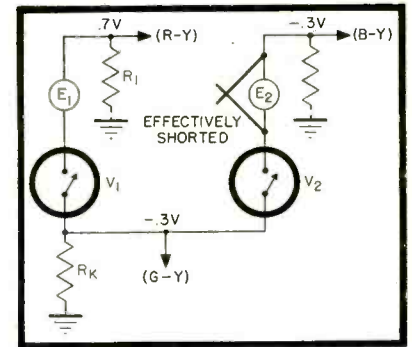 .7V
(R-Y)
-.3V
(B-Y)
R1
E1
E2
EFFECTIVELY
SHORTED
V1
V2
-.3V
(G-Y)
RK